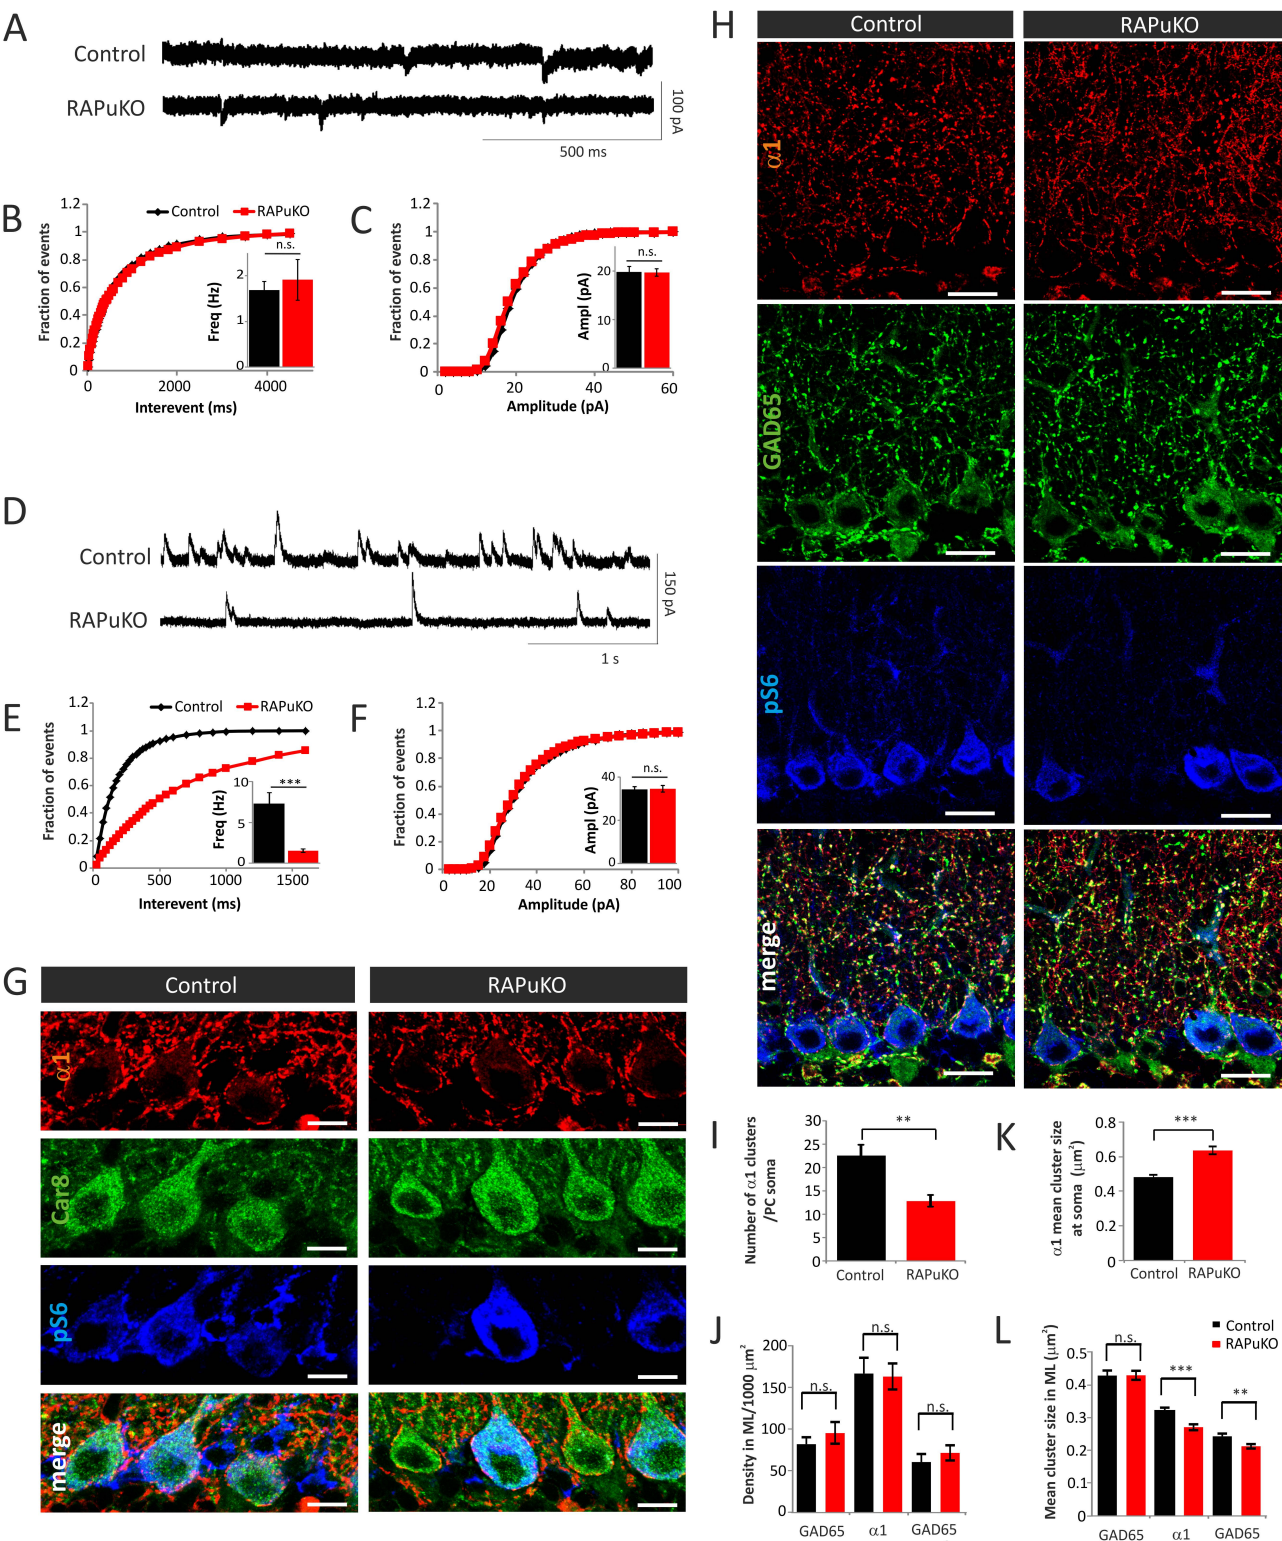 A
Control
RAPuKO
100 pA
500 ms
B
Fraction of events
1.2
1
0.8
0.6
0.4
0.2
0
Control
RAPuKO
n.s.
Freq (Hz)
2
1
0
0
2000
4000
Interevent (ms)
C
Fraction of events
1.2
1
0.8
0.6
0.4
0.2
0
n.s.
Ampl (pA)
20
10
0
0
20
40
60
Amplitude (pA)
D
Control
RAPuKO
150 pA
1 s
E
Fraction of events
1.2
1
0.8
0.6
0.4
0.2
0
Control
RAPuKO
***
Freq (Hz)
10
5
0
0
500
1000
1500
Interevent (ms)
F
Fraction of events
1.2
1
0.8
0.6
0.4
0.2
0
n.s.
Ampl (pA)
40
20
0
0
20
40
60
80
100
Amplitude (pA)
G
Control
RAPuKO
α1
Car8
pS6
merge
H
Control
RAPuKO
α1
GAD65
pS6
merge
I
Number of α1 clusters
/PC soma
30
25
20
15
10
5
0
**
Control
RAPuKO
K
α1 mean cluster size
at soma (μm²)
0.8
0.6
0.4
0.2
0
***
Control
RAPuKO
J
Density in ML/1000 μm²
200
150
100
50
0
n.s.
n.s.
n.s.
GAD65
α1
GAD65
L
Mean cluster size in ML (μm²)
0.5
0.4
0.3
0.2
0.1
0
Control
RAPuKO
n.s.
***
**
GAD65
α1
GAD65